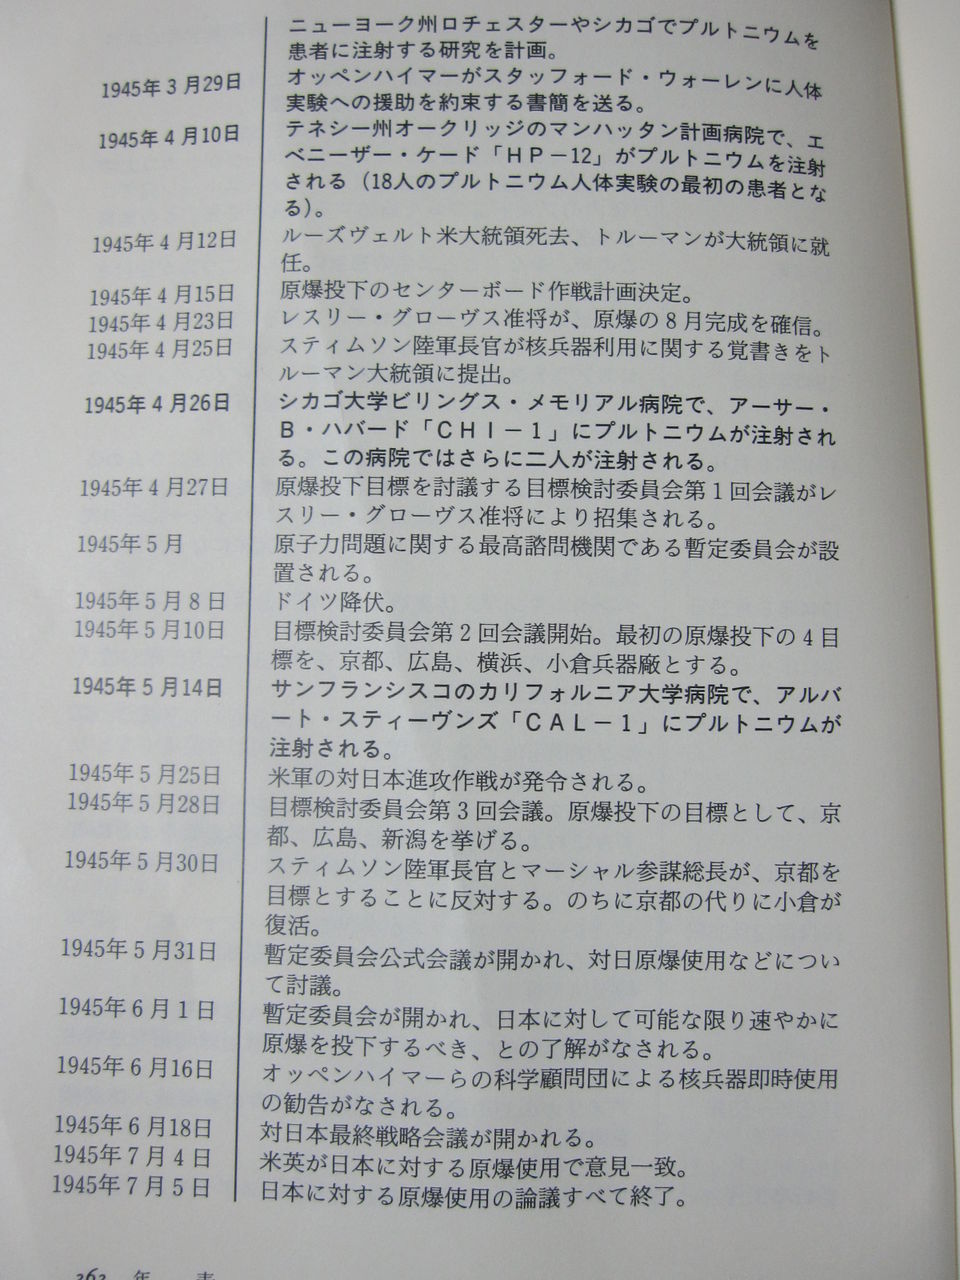 ニューヨーク州ロチェスターやシカゴでプルトニウムを
患者に注射する研究を計画。
1945年3月29日 オッペンハイマーがスタッフォード・ウォーレンに人体
実験への援助を約束する書簡を送る。
1945年4月10日 テネシー州オークリッジのマンハッタン計画病院で、エ
ベニーザー・ケード「HP－12」がプルトニウムを注射
される（18人のプルトニウム人体実験の最初の患者とな
る）。
1945年4月12日 ルーズヴェルト米大統領死去、トルーマンが大統領に就
任。
1945年4月15日 原爆投下のセンターボード作戦計画決定。
1945年4月23日 レスリー・グローヴス准将が、原爆の8月完成を確信。
1945年4月25日 スティムソン陸軍長官が核兵器利用に関する覚書きをト
ルーマン大統領に提出。
1945年4月26日 シカゴ大学ビリングス・メモリアル病院で、アーサー・
B・ハバード「CHI－1」にプルトニウムが注射され
る。この病院ではさらに二人が注射される。
1945年4月27日 原爆投下目標を討議する目標検討委員会第1回会議がレ
スリー・グローヴス准将により招集される。
1945年5月 原子力問題に関する最高諮問機関である暫定委員会が設
置される。
1945年5月8日 ドイツ降伏。
1945年5月10日 目標検討委員会第2回会議開始。最初の原爆投下の4目
標を、京都、広島、横浜、小倉兵器廠とする。
1945年5月14日 サンフランシスコのカリフォルニア大学病院で、アルバ
ート・スティーヴンズ「CAL－1」にプルトニウムが
注射される。
1945年5月25日 米軍の対日本進攻作戦が発令される。
1945年5月28日 目標検討委員会第3回会議。原爆投下の目標として、京
都、広島、新潟を挙げる。
1945年5月30日 スティムソン陸軍長官とマーシャル参謀総長が、京都を
目標とすることに反対する。のちに京都の代りに小倉が
復活。
1945年5月31日 暫定委員会公式会議が開かれ、対日原爆使用などについ
て討議。
1945年6月1日 暫定委員会が開かれ、日本に対して可能な限り速やかに
原爆を投下するべき、との了解がなされる。
1945年6月16日 オッペンハイマーらの科学顧問団による核兵器即時使用
の勧告がなされる。
1945年6月18日 対日本最終戦略会議が開かれる。
1945年7月4日 米英が日本に対する原爆使用で意見一致。
1945年7月5日 日本に対する原爆使用の論議すべて終了。
363 年 表